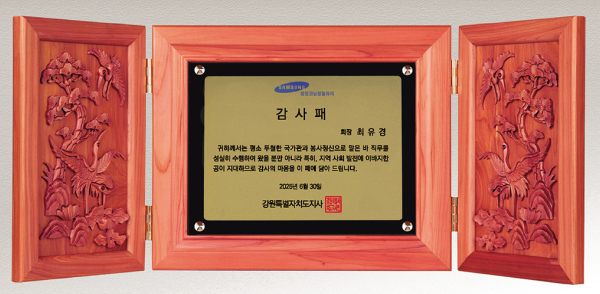 SAMSUNG
감 사 패
회장 최 유 경
귀하께서는 평소 투철한 국가관과 봉사정신으로 맡은 바 직무를
성실히 수행하여 왔을 뿐만 아니라 특히, 지역 사회 발전에 이바지한
공이 지대하므로 감사의 마음을 이 패에 담아 드립니다.
2025년 6월 30일
강원특별자치도지사